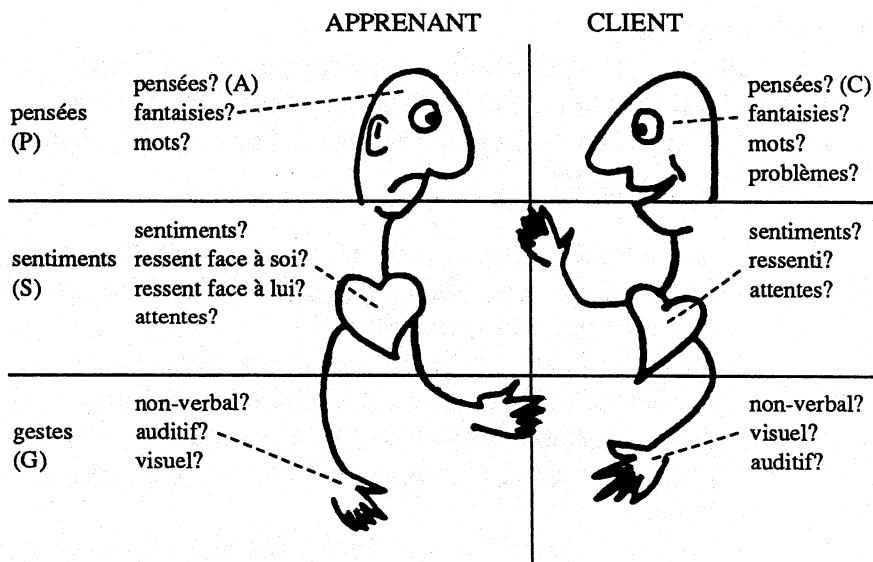 APPRENANT
CLIENT
pensées
(P)
pensées? (A)
fantaisies?
mots?
pensées? (C)
fantaisies?
mots?
problèmes?
sentiments
(S)
sentiments?
ressent face à soi?
ressent face à lui?
attentes?
sentiments?
ressenti?
attentes?
gestes
(G)
non-verbal?
auditif?
visuel?
non-verbal?
visuel?
auditif?